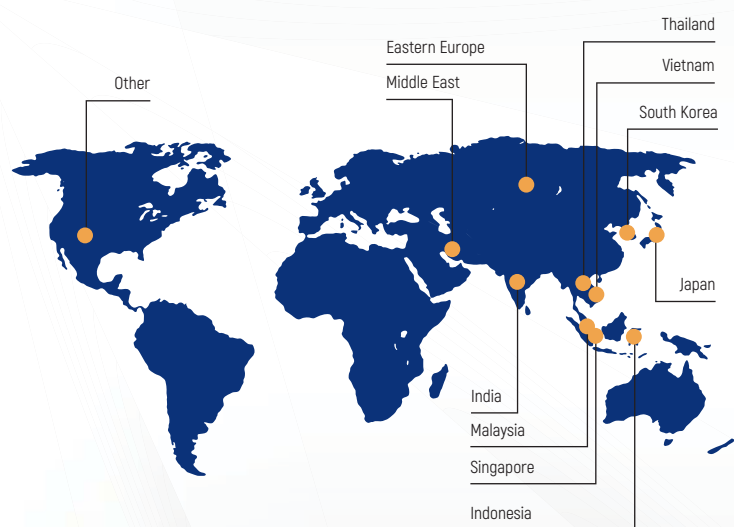 Thailand
Eastern Europe
Vietnam
Other
Middle East
South Korea
Japan
India
Malaysia
Singapore
Indonesia